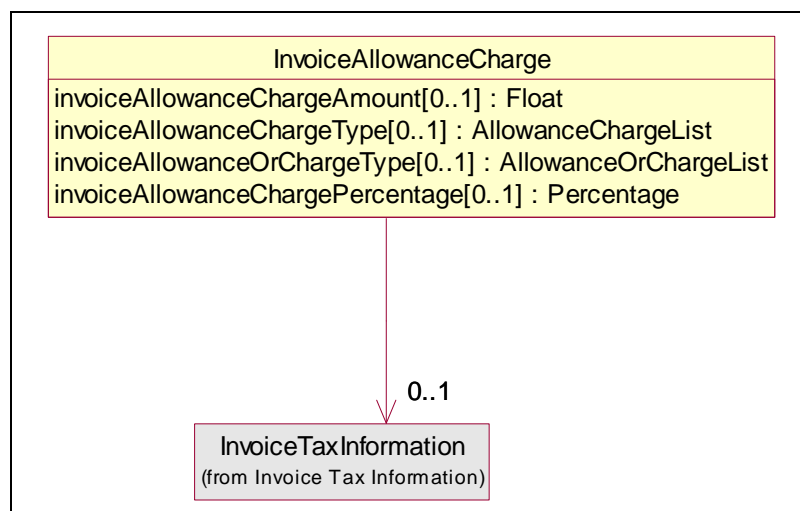 InvoiceAllowanceCharge
invoiceAllowanceChargeAmount[0..1] : Float
invoiceAllowanceChargeType[0..1] : AllowanceChargeList
invoiceAllowanceOrChargeType[0..1] : AllowanceOrChargeList
invoiceAllowanceChargePercentage[0..1] : Percentage
0..1
InvoiceTaxInformation
(from Invoice Tax Information)